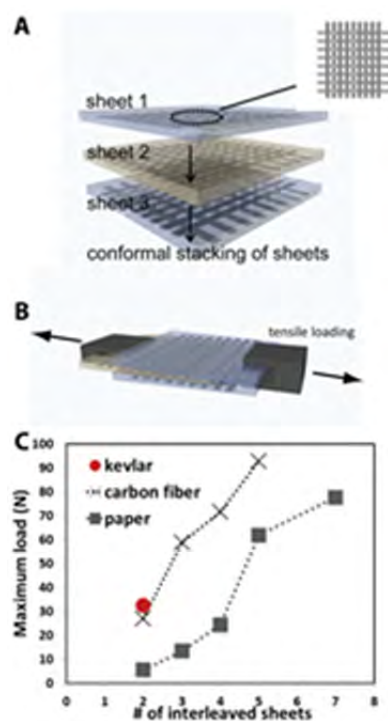 A
sheet 1
sheet 2
sheet 3
conformal stacking of sheets
B
tensile loading
C
100
90
80
70
60
50
40
30
20
10
0
Maximum load (N)
kevlar
carbon fiber
paper
0 1 2 3 4 5 6 7 8
# of interleaved sheets